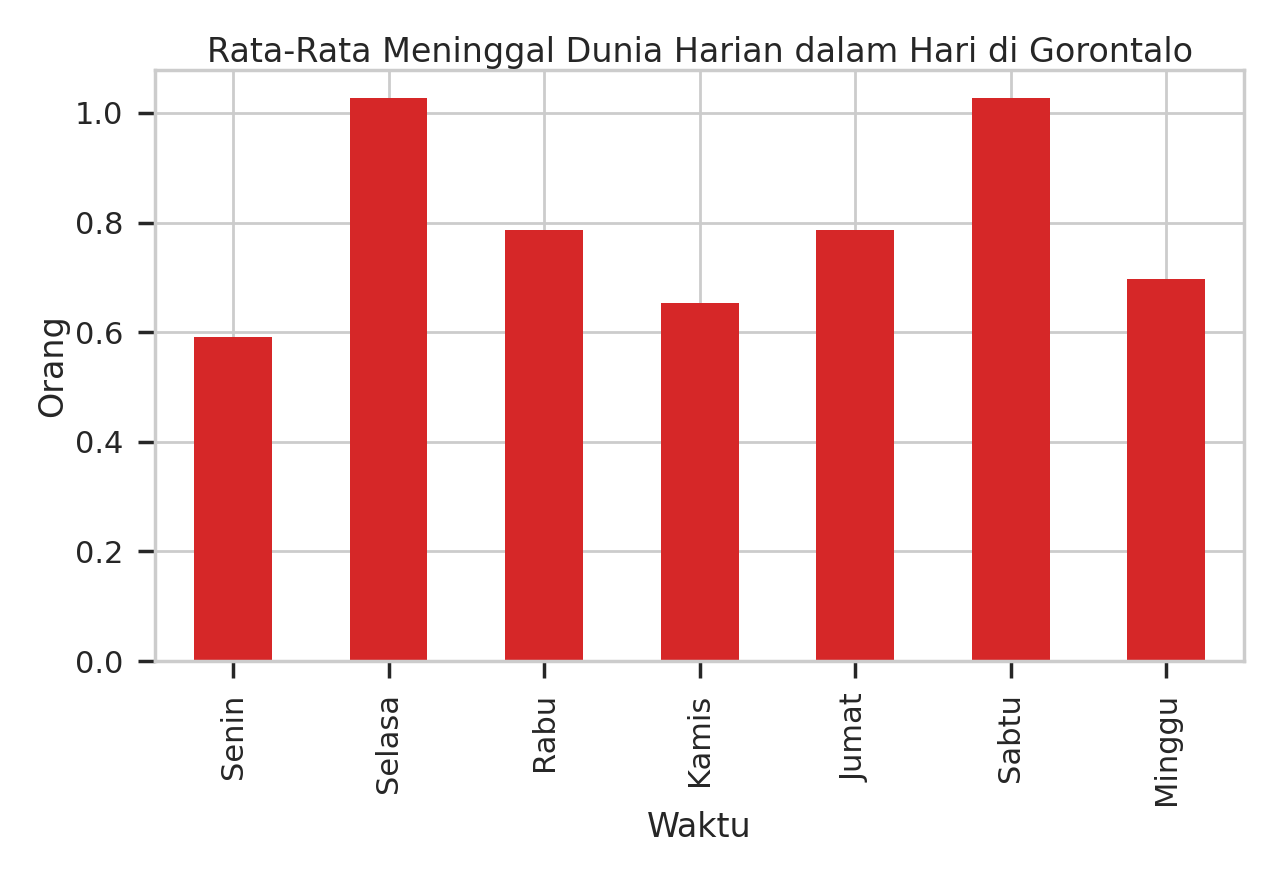 Rata-Rata Meninggal Dunia Harian dalam Hari di Gorontalo
1.0
0.8
0.6
0.4
0.2
0.0
Orang
Senin
Selasa
Rabu
Kamis
Jumat
Sabtu
Minggu
Waktu